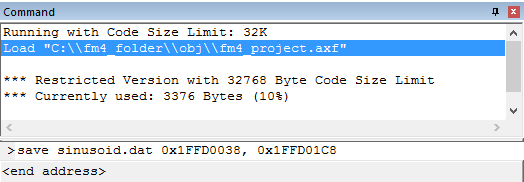 Command
Running with Code Size Limit: 32K
Load "C:\\fm4_folder\\obj\\fm4_project.axf"
*** Restricted Version with 32768 Byte Code Size Limit
*** Currently used: 3376 Bytes (10%)
>save sinusoid.dat 0x1FFD0038, 0x1FFD01C8
<end address>